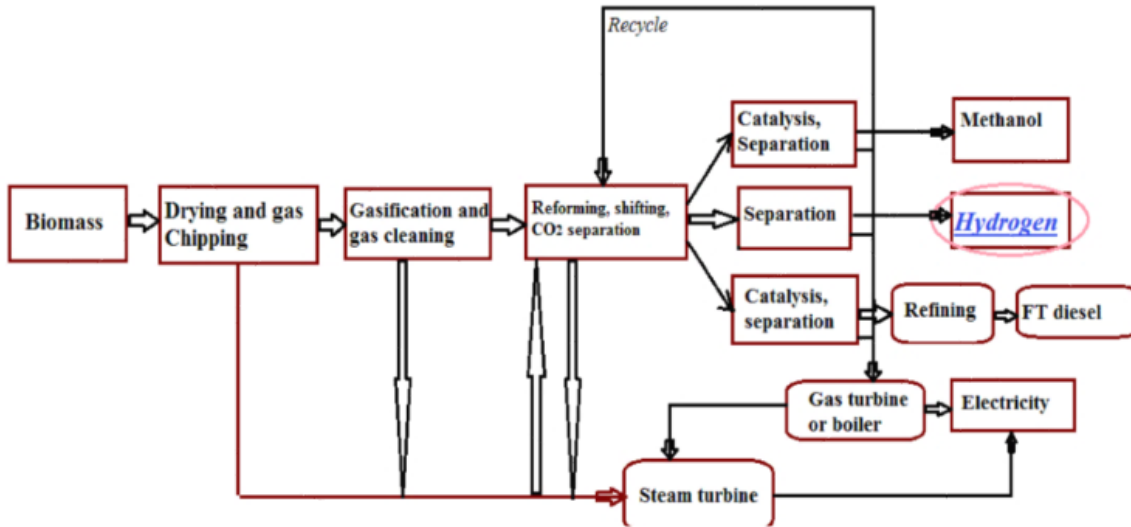 Recycle
Catalysis,
Separation
Methanol
Biomass
Drying and gas
Chipping
Gasification and
gas cleaning
Reforming, shifting,
CO2 separation
Separation
Hydrogen
Catalysis,
separation
Refining
FT diesel
Gas turbine
or boiler
Electricity
Steam turbine